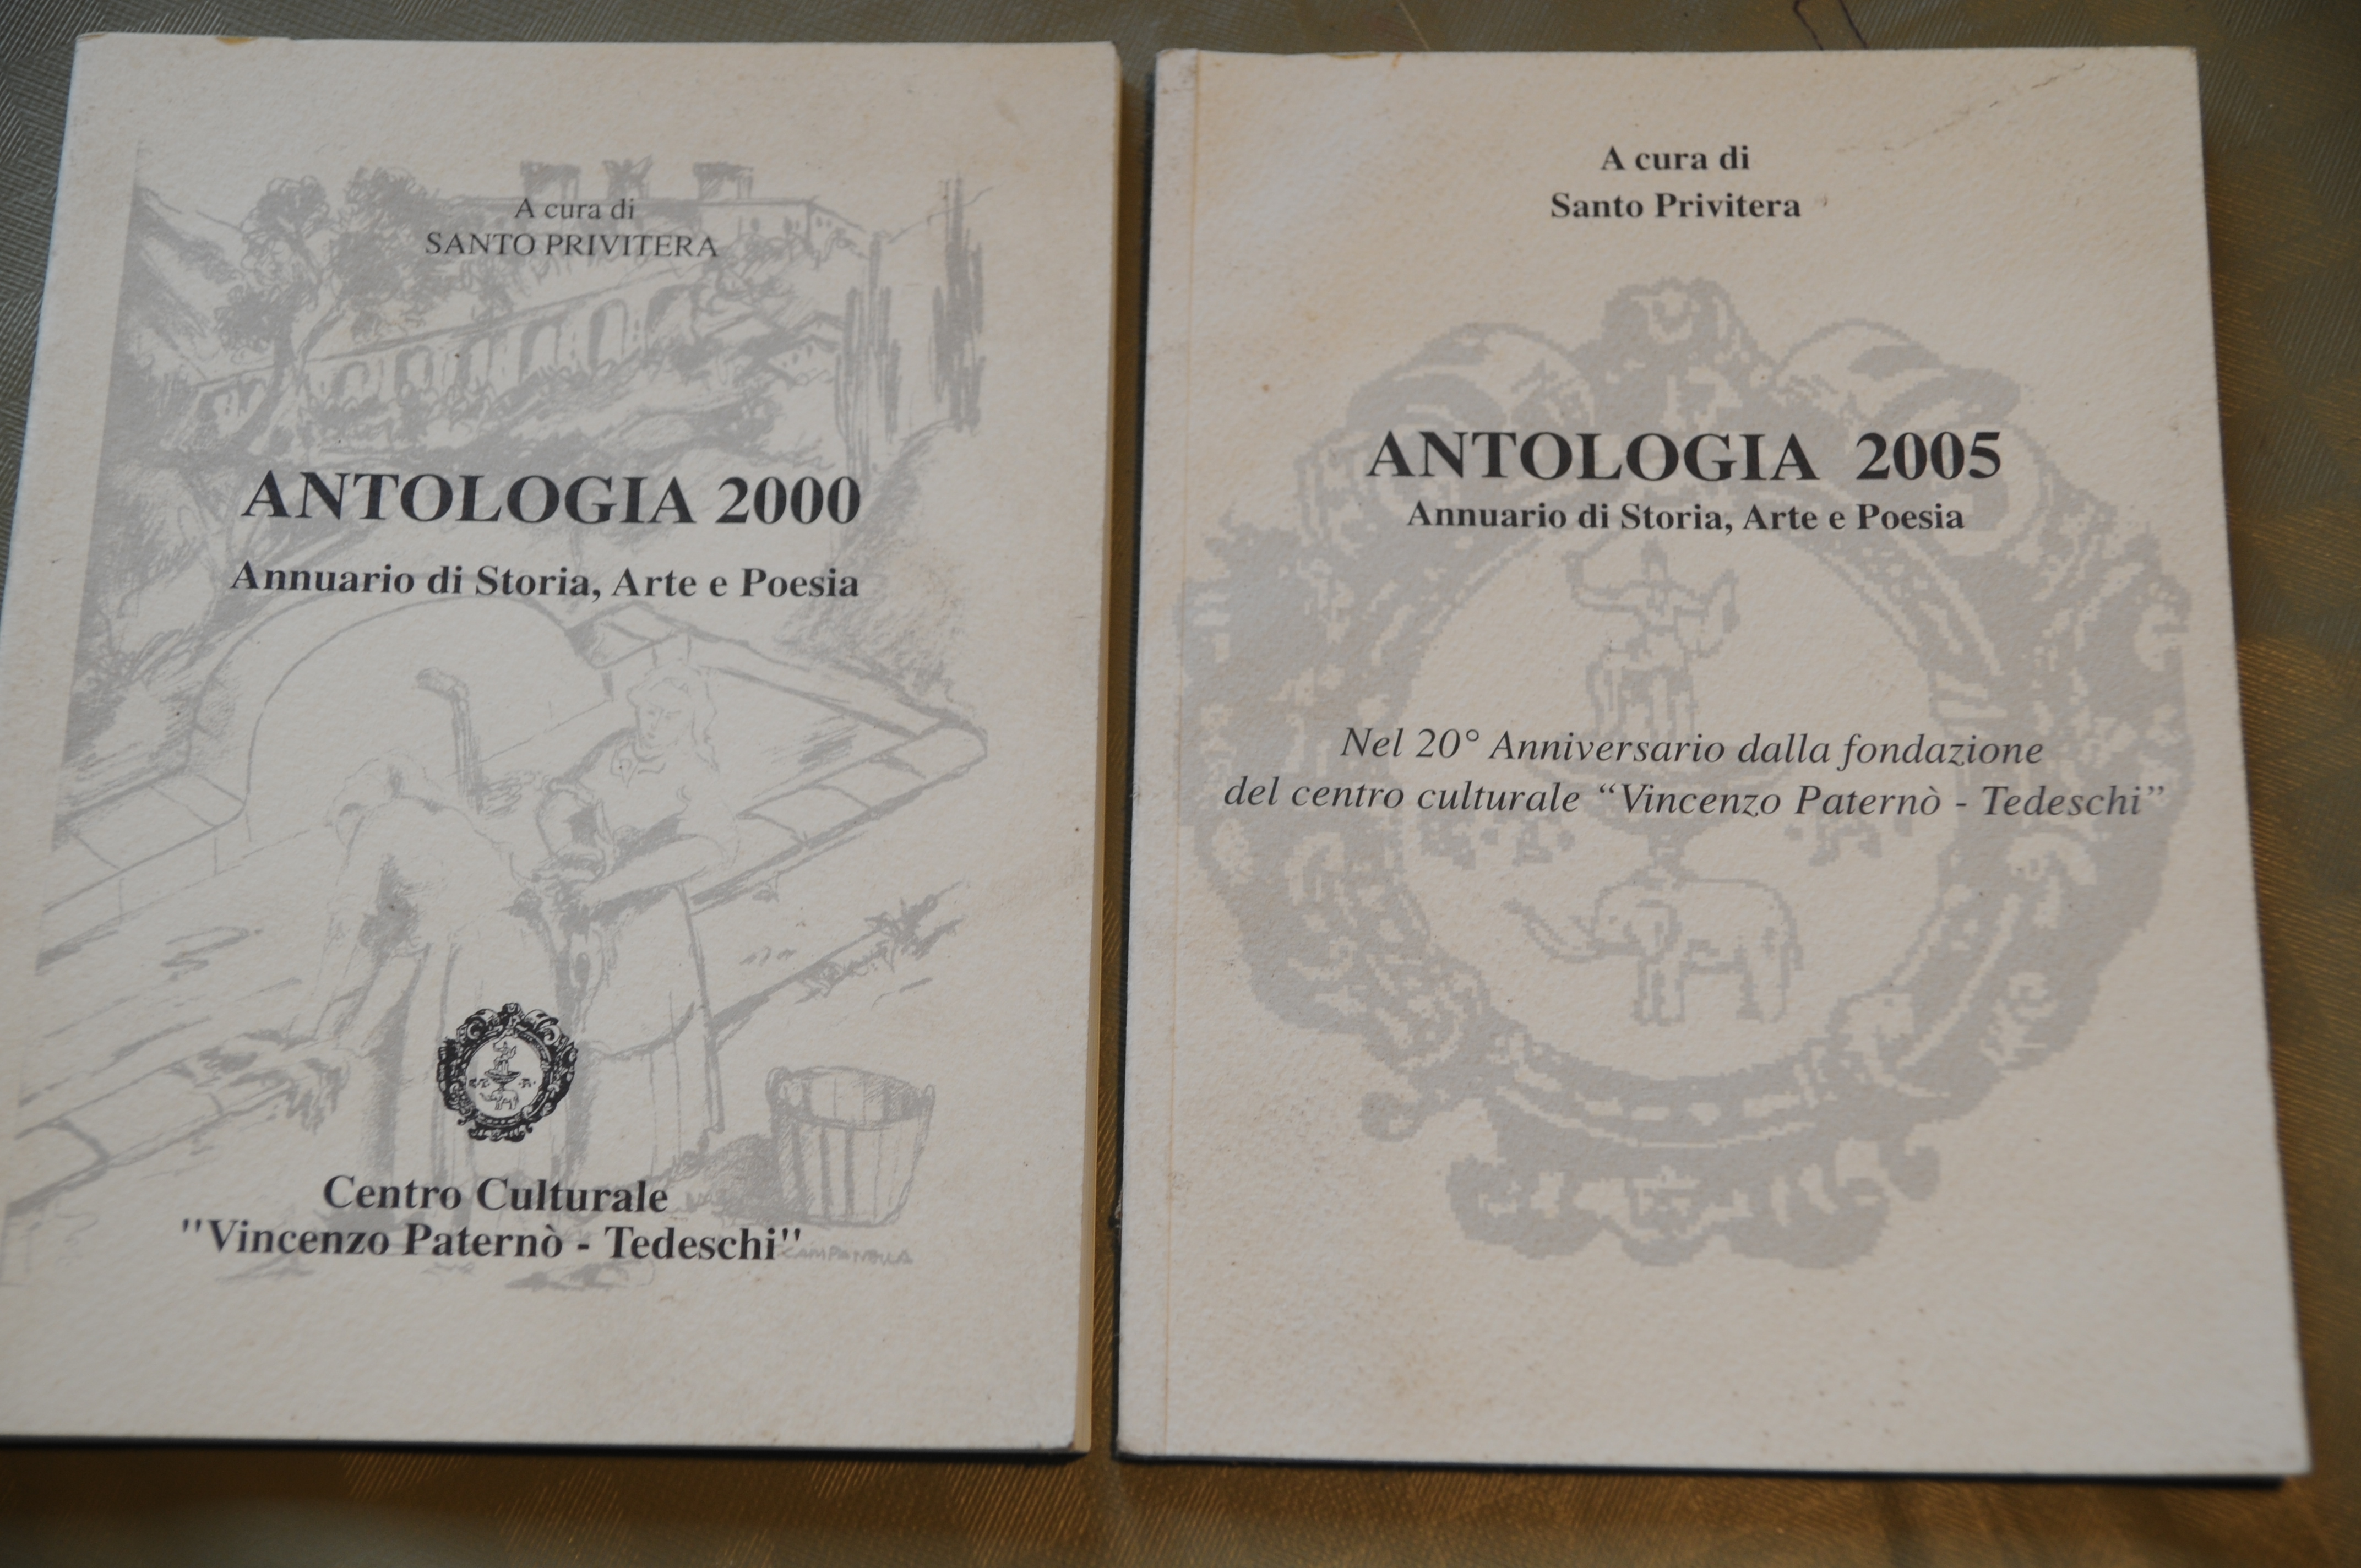 A cura di
SANTO PRIVITERA
ANTOLOGIA 2000
Annuario di Storia, Arte e Poesia
Centro Culturale
"Vincenzo Paternò - Tedeschi"
CAMPANELLA
A cura di
Santo Privitera
ANTOLOGIA 2005
Annuario di Storia, Arte e Poesia
Nel 20° Anniversario dalla fondazione
del centro culturale “Vincenzo Paternò - Tedeschi”